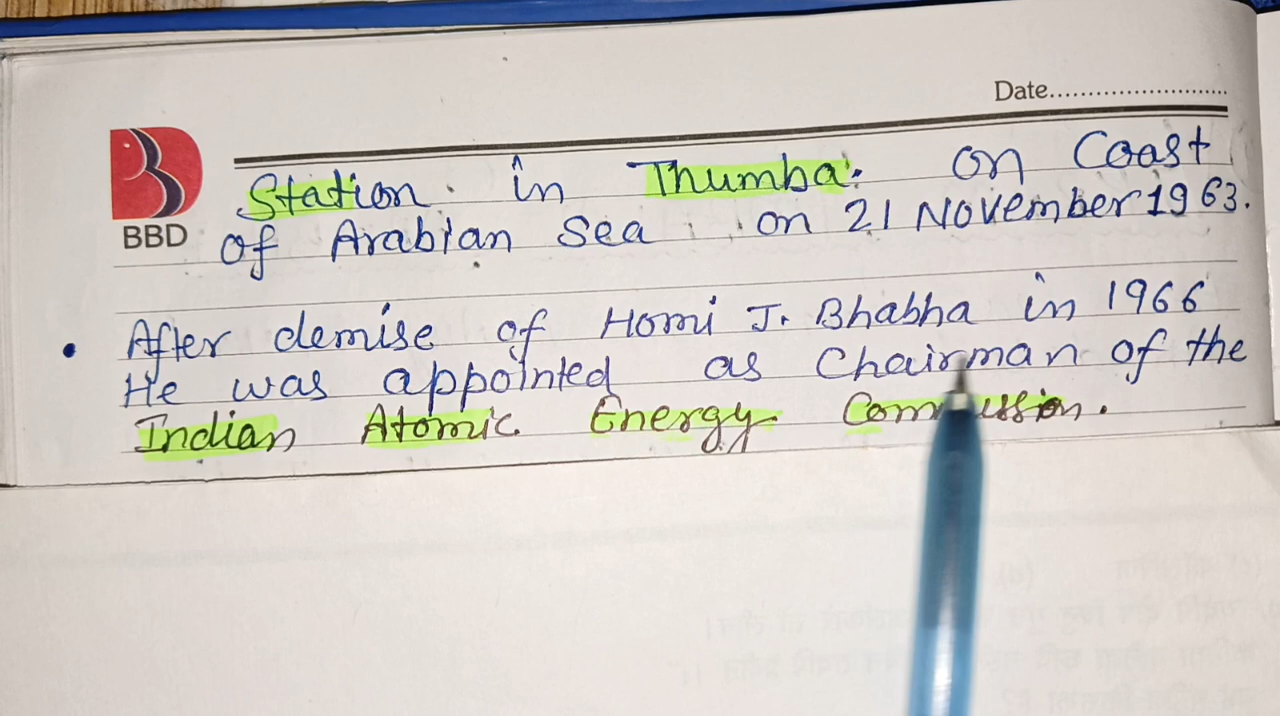 Date............................
BBD
Station in Thumba. on Coast
of Arabian Sea on 21 November 1963.
• After demise of Homi J. Bhabha in 1966
He was appointed as Chairman of the
Indian Atomic Energy Commission.